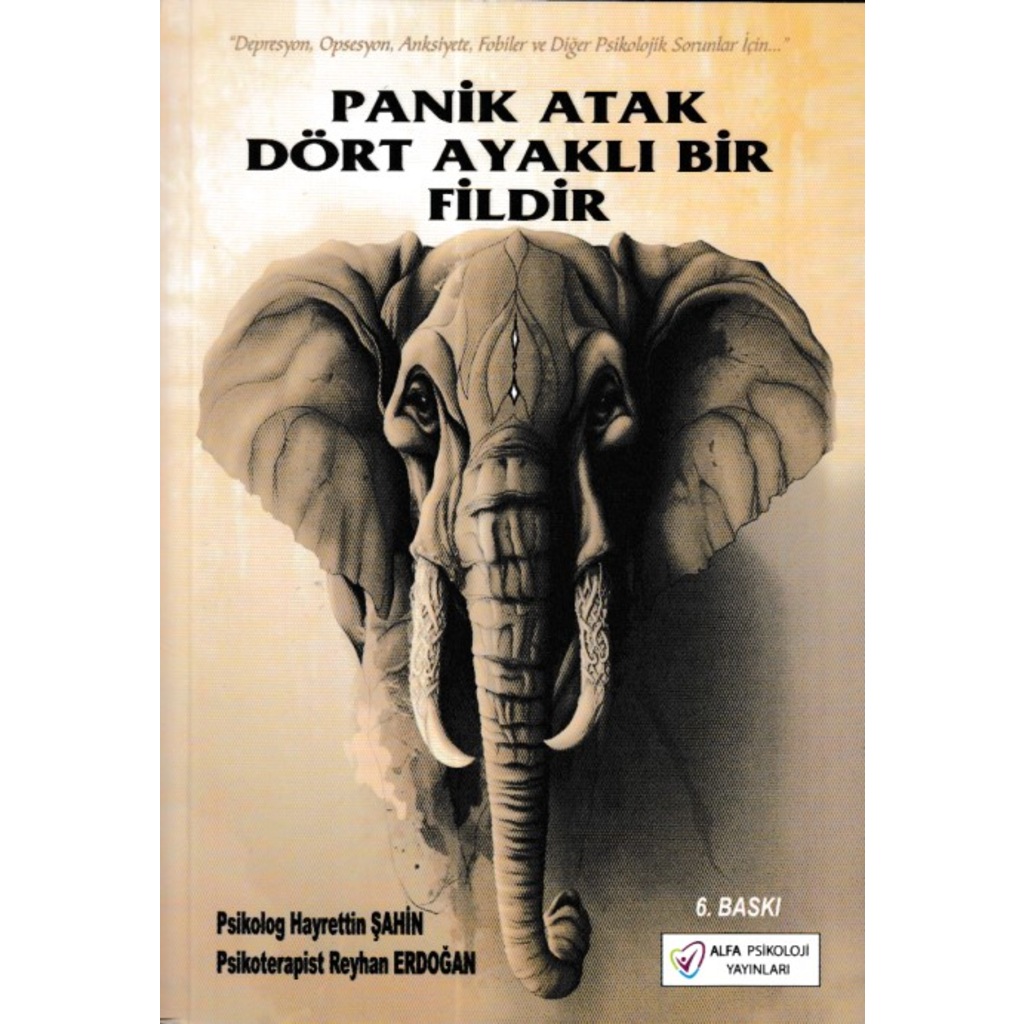 "Depresyon, Opsesyon, Anksiyete, Fobiler ve Diğer Psikolojik Sorunlar İçin..."
PANİK ATAK
DÖRT AYAKLI BİR
FİLDİR
Psikolog Hayrettin ŞAHİN
Psikoterapist Reyhan ERDOĞAN
6. BASKI
ALFA PSİKOLOJİ
YAYINLARI